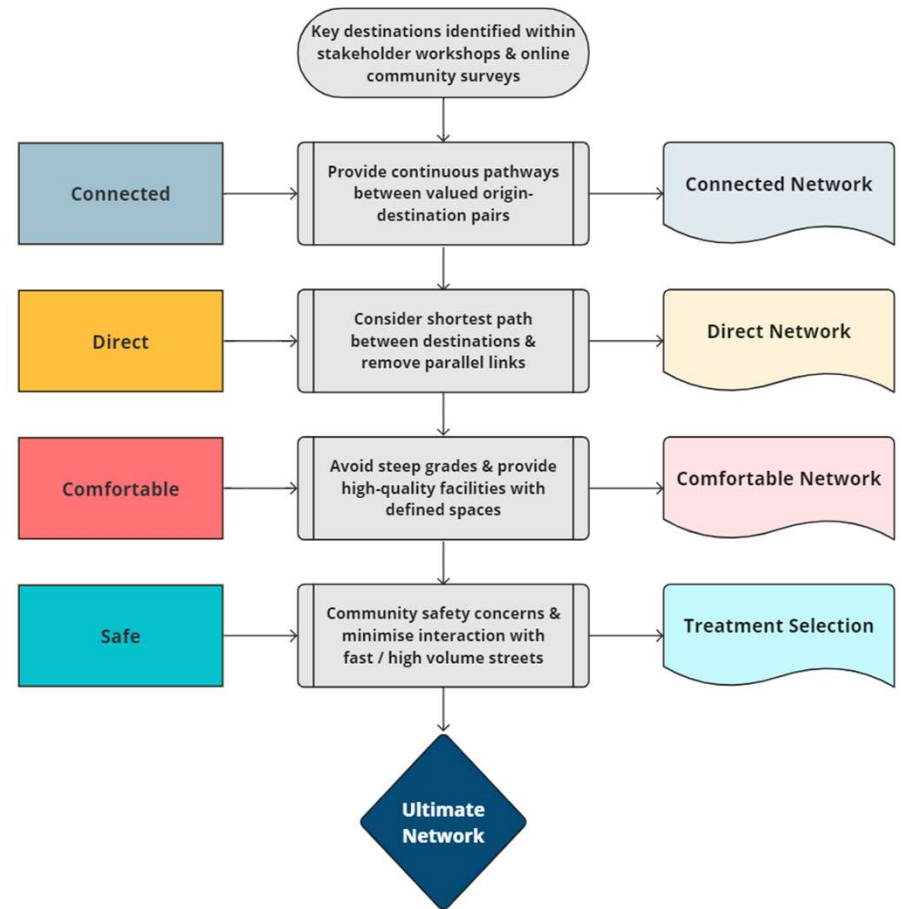 Key destinations identified within
stakeholder workshops & online
community surveys
Connected
Provide continuous pathways
between valued origin-
destination pairs
Connected Network
Direct
Consider shortest path
between destinations &
remove parallel links
Direct Network
Comfortable
Avoid steep grades & provide
high-quality facilities with
defined spaces
Comfortable Network
Safe
Community safety concerns &
minimise interaction with
fast / high volume streets
Treatment Selection
Ultimate
Network